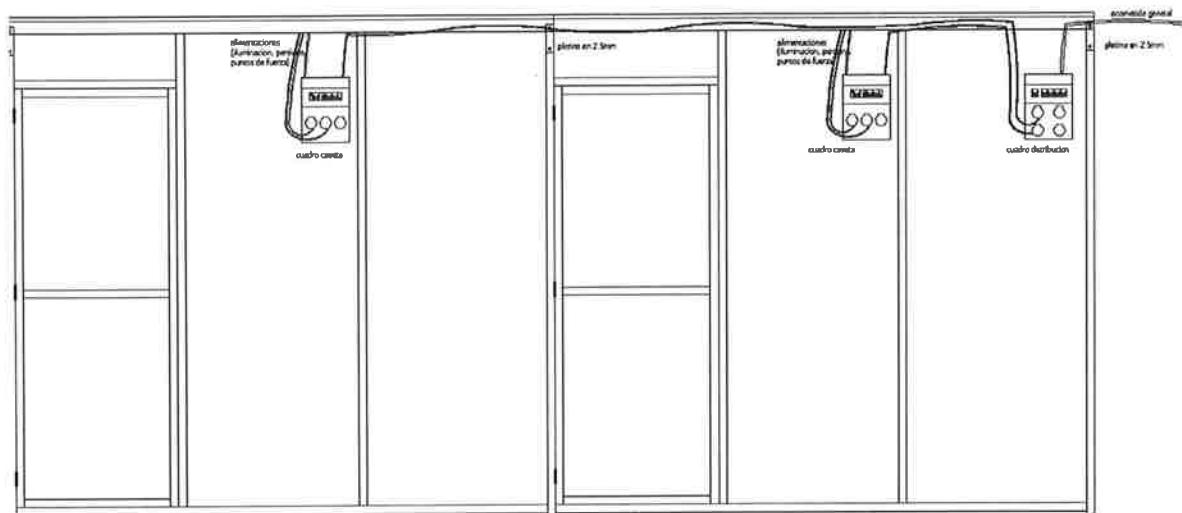 acometida general
alimentaciones
(iluminacion, persiana,
puntos de fuerza)
pletina en 2.5mm
alimentaciones
(iluminacion, persiana,
puntos de fuerza)
pletina en 2.5mm
cuadro caseta
cuadro caseta
cuadro distribucion